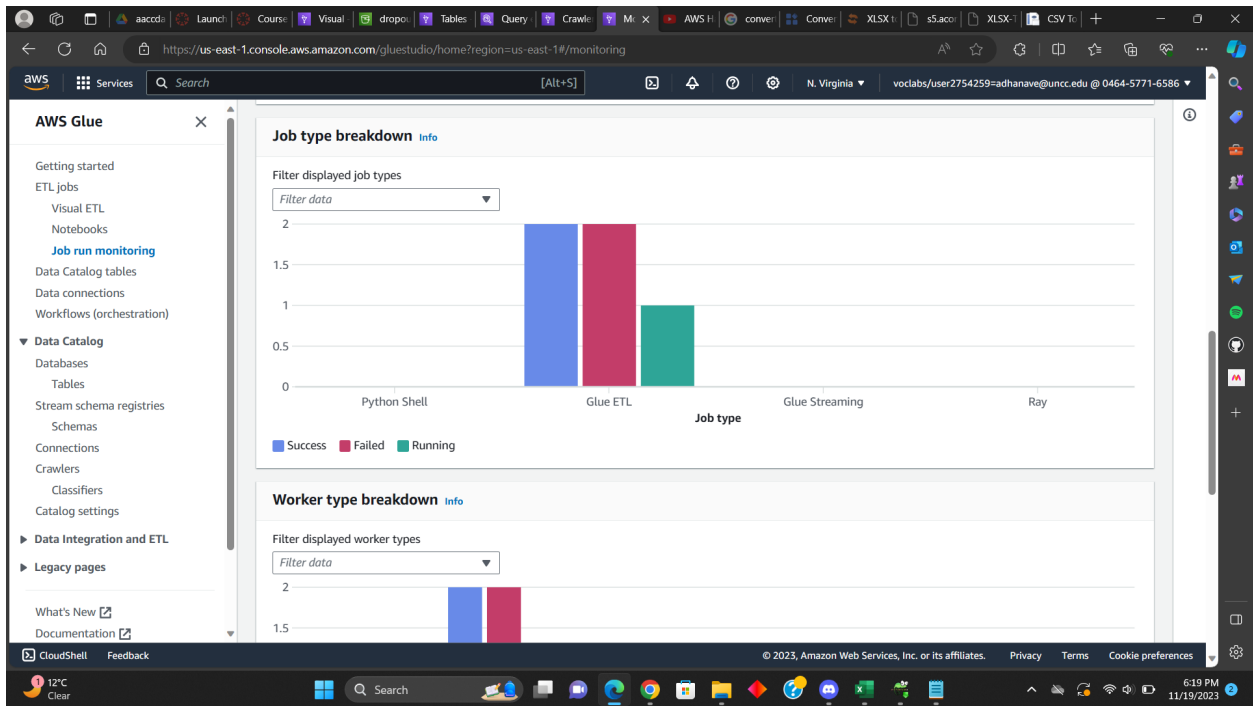 aaccda Launch Course Visual dropou Tables Query Crawle Mo AWS H conver Conver XLSX to s5.acor XLSX-T CSV To
https://us-east-1.console.aws.amazon.com/gluestudio/home?region=us-east-1#/monitoring
aws Services Search [Alt+S] N. Virginia voclabs/user2754259=adhanave@uncc.edu @ 0464-5771-6586
AWS Glue
Getting started
ETL jobs
Visual ETL
Notebooks
Job run monitoring
Data Catalog tables
Data connections
Workflows (orchestration)
Data Catalog
Databases
Tables
Stream schema registries
Schemas
Connections
Crawlers
Classifiers
Catalog settings
Data Integration and ETL
Legacy pages
What's New
Documentation
Job type breakdown Info
Filter displayed job types
Filter data
2
1.5
1
0.5
0
Python Shell Glue ETL Glue Streaming Ray
Job type
Success Failed Running
Worker type breakdown Info
Filter displayed worker types
Filter data
2
1.5
CloudShell Feedback © 2023, Amazon Web Services, Inc. or its affiliates. Privacy Terms Cookie preferences
1 12°C
Clear
Search
6:19 PM
11/19/2023
2